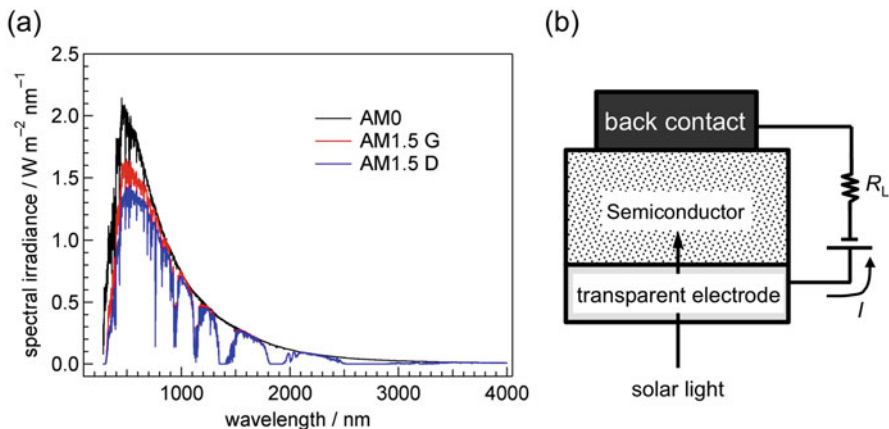 (a)
2.5
2.0
1.5
1.0
0.5
0.0
spectral irradiance / W m⁻² nm⁻¹
AM0
AM1.5 G
AM1.5 D
1000
2000
3000
4000
wavelength / nm
(b)
back contact
Semiconductor
transparent electrode
solar light
R_L
I